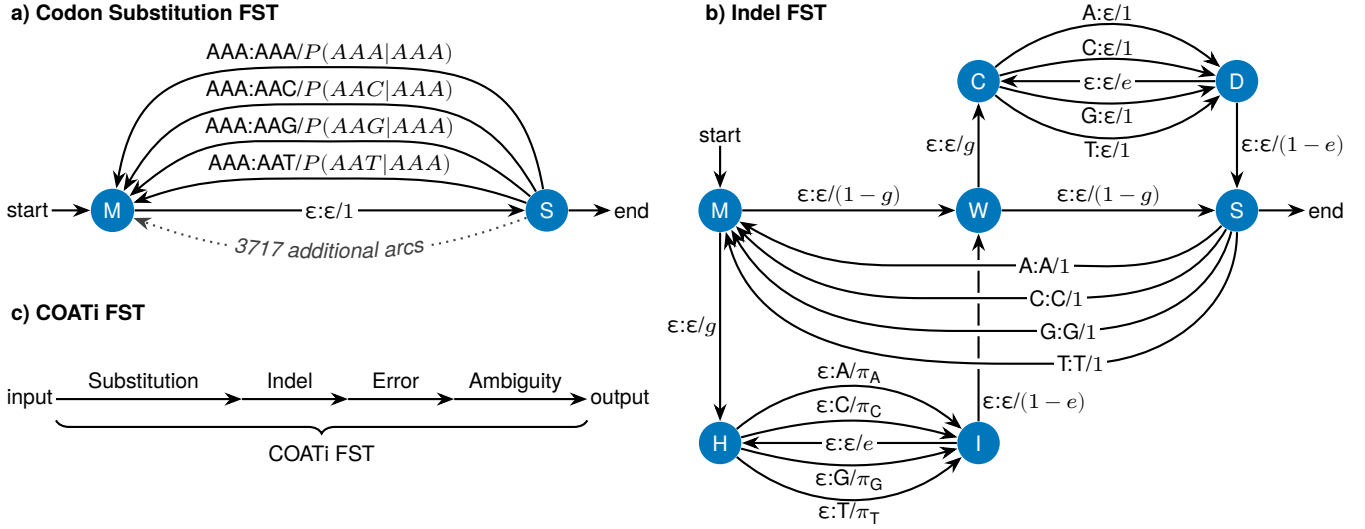 a) Codon Substitution FST
AAA:AAA/P(AAA|AAA)
AAA:AAC/P(AAC|AAA)
AAA:AAG/P(AAG|AAA)
AAA:AAT/P(AAT|AAA)
start
M
ε:ε/1
S
end
3717 additional arcs
c) COATi FST
input
Substitution
Indel
Error
Ambiguity
output
COATi FST
b) Indel FST
A:ε/1
C:ε/1
C
ε:ε/e
D
G:ε/1
T:ε/1
start
ε:ε/g
ε:ε/(1 − e)
M
ε:ε/(1 − g)
W
ε:ε/(1 − g)
S
end
A:A/1
C:C/1
G:G/1
T:T/1
ε:ε/g
ε:ε/(1 − e)
ε:A/π_A
ε:C/π_C
H
ε:ε/e
I
ε:G/π_G
ε:T/π_T